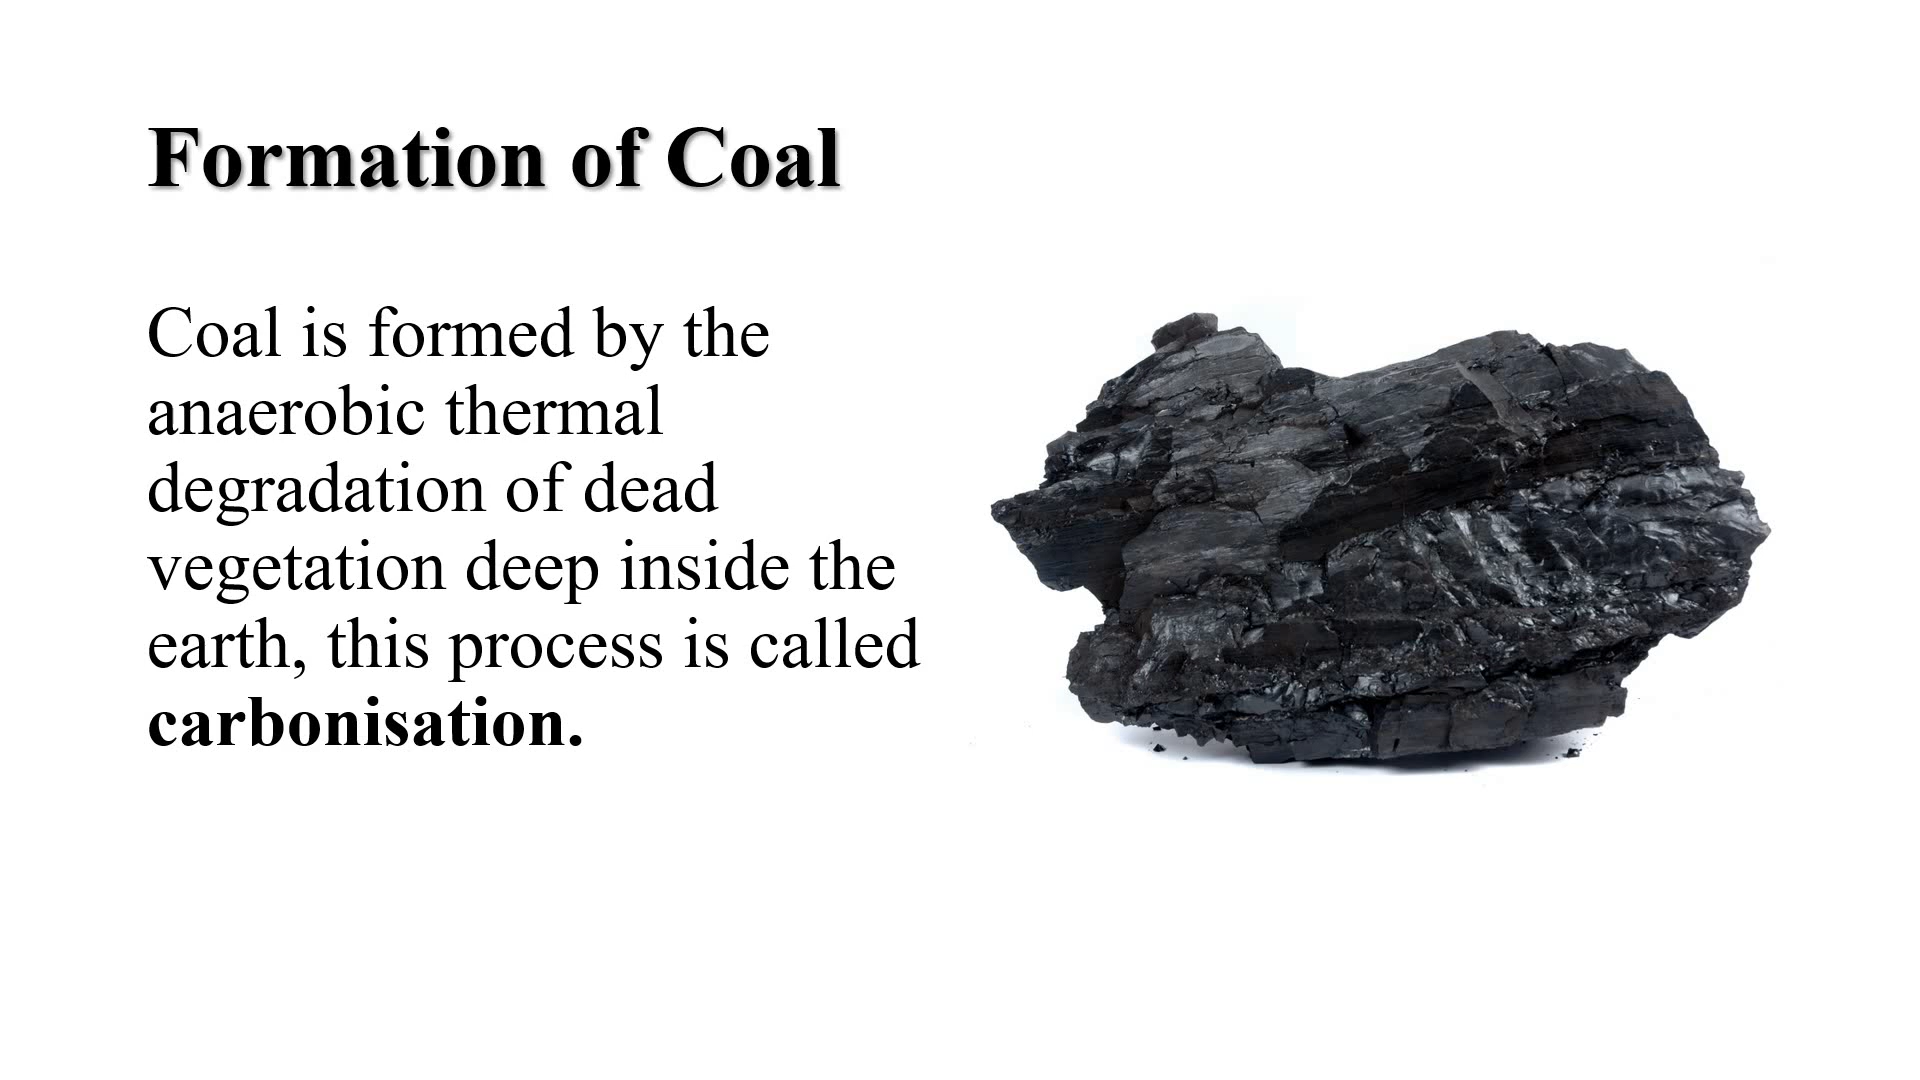 Formation of Coal
Coal is formed by the
anaerobic thermal
degradation of dead
vegetation deep inside the
earth, this process is called
carbonisation.